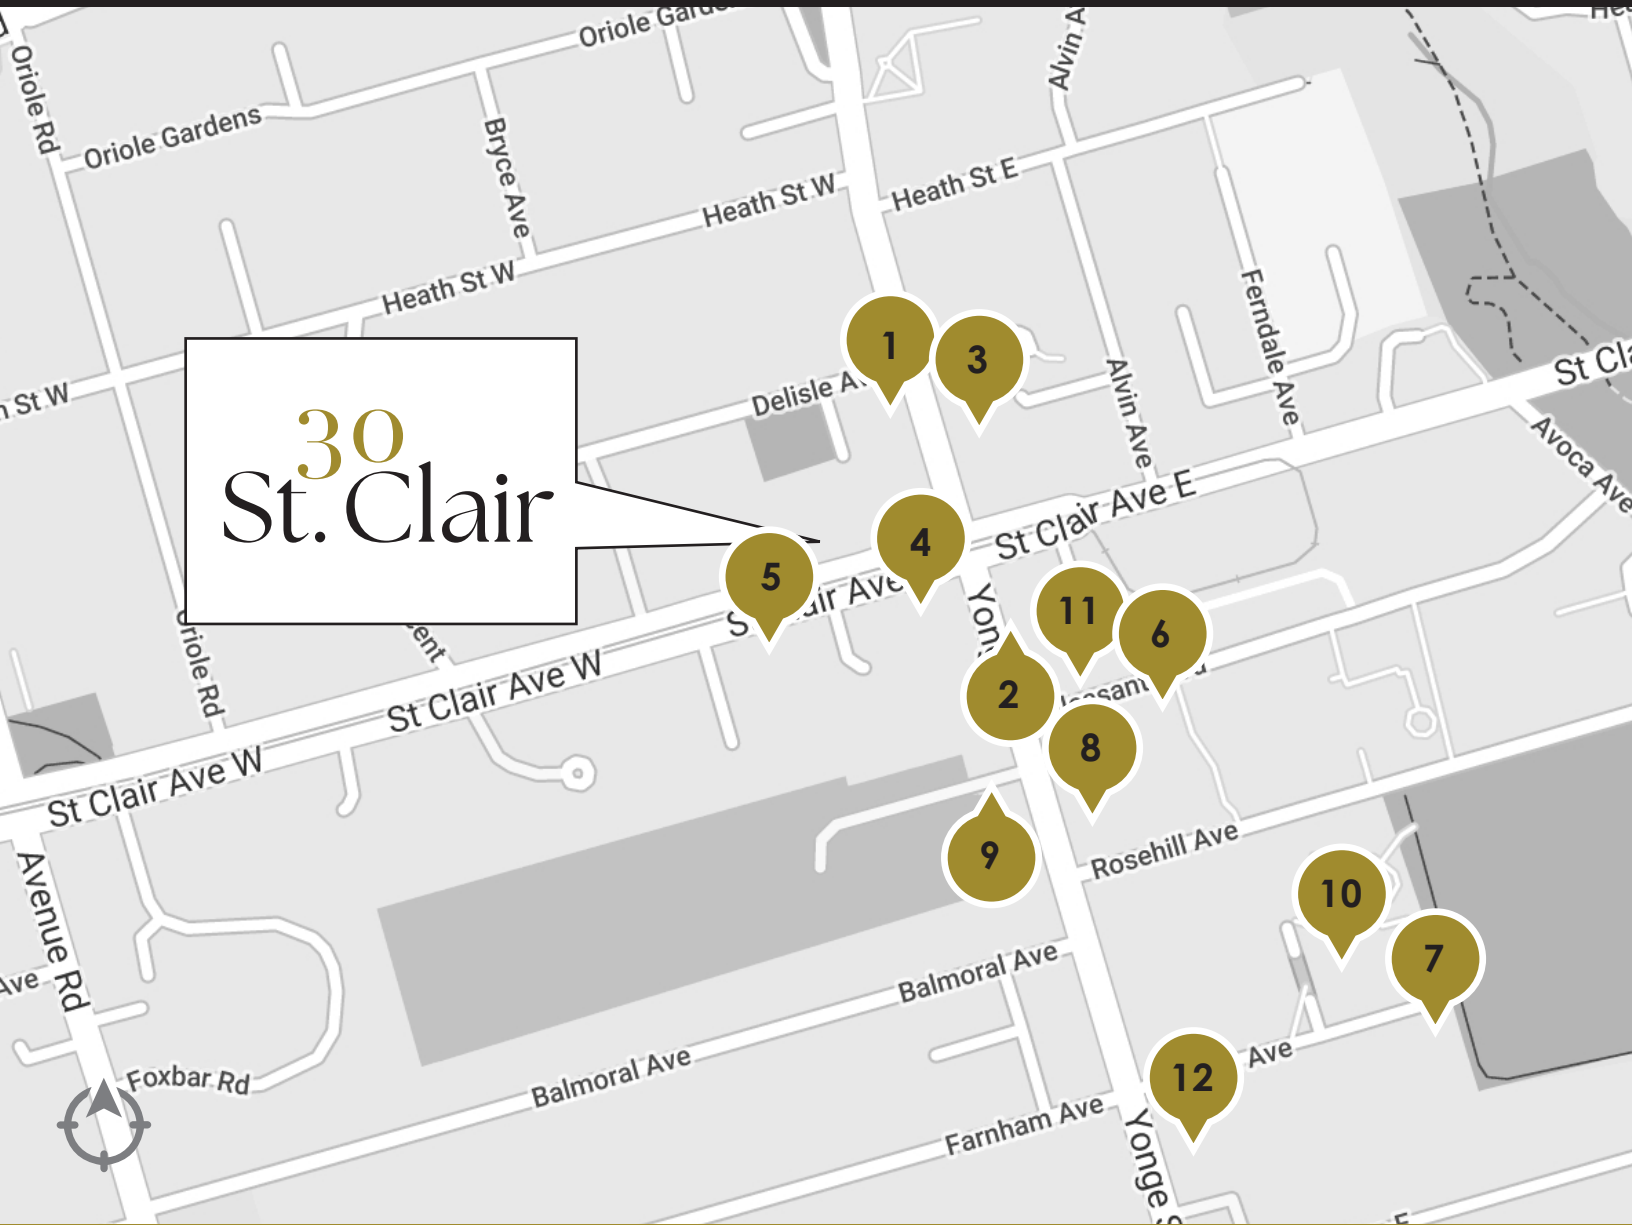 Oriole Rd
Oriole Gardens
Oriole
Bryce Ave
Alvin
Heath St W
Heath St E
Heath St W
St W
Delisle
Alvin Ave
Ferndale Ave
1
3
30
St. Clair
4
5
St Clair Ave E
Avoca Ave
11
6
2
8
Oriole Rd
St Clair Ave W
St Clair Ave W
Rosehill Ave
9
10
7
Avenue Rd
Ave
Balmoral Ave
Balmoral Ave
Foxbar Rd
12
Ave
Farnham Ave
Yonge